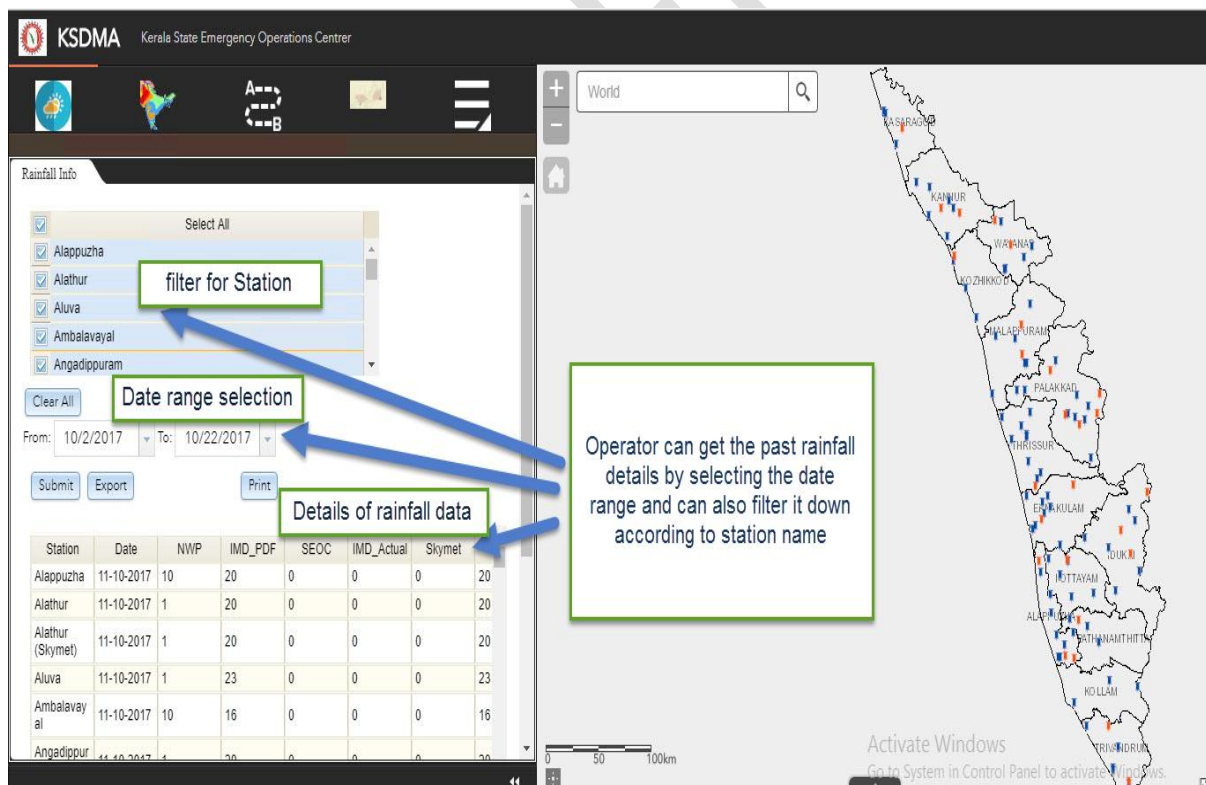 KSDMA Kerala State Emergency Operations Centrer
A
B
World
Rainfall Info
Select All
Alappuzha
Alathur
Aluva
Ambalavayal
Angadippuram
filter for Station
Clear All
Date range selection
From: 10/2/2017 To: 10/22/2017
Submit Export Print
Details of rainfall data
Operator can get the past rainfall
details by selecting the date
range and can also filter it down
according to station name
Station Date NWP IMD_PDF SEOC IMD_Actual Skymet
Alappuzha 11-10-2017 10 20 0 0 0 20
Alathur 11-10-2017 1 20 0 0 0 20
Alathur
(Skymet) 11-10-2017 1 20 0 0 0 20
Aluva 11-10-2017 1 23 0 0 0 23
Ambalavay
al 11-10-2017 10 16 0 0 0 16
Angadippur
KASARAGOD
KANNUR
WAYANAD
KOZHIKKOD
MALAPPURAM
PALAKKAD
THRISSUR
ERNAKULAM
IDUKKI
KOTTAYAM
ALAPPUZHA
PATHANAMTHITTA
KOLLAM
TRIVANDRUM
0 50 100km
Activate Windows
Go to System in Control Panel to activate Windows.